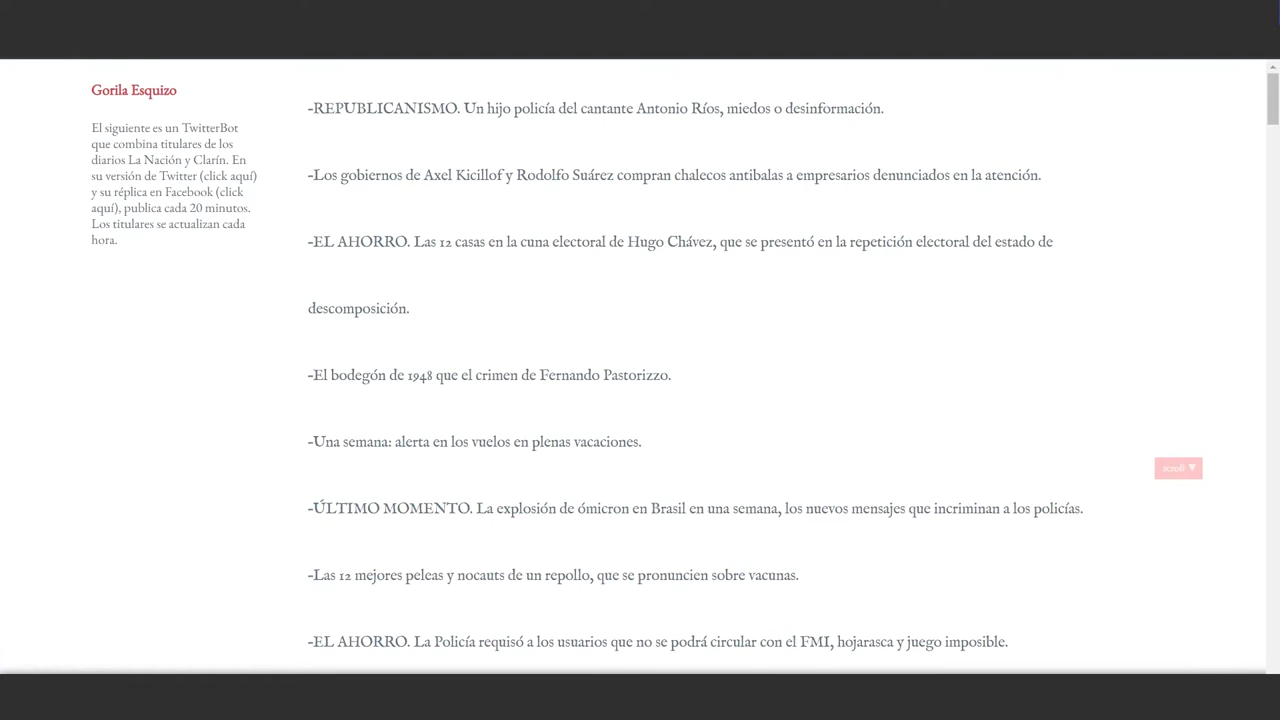 Gorila Esquizo
El siguiente es un TwitterBot
que combina titulares de los
diarios La Nación y Clarín. En
su versión de Twitter (click aquí)
y su réplica en Facebook (click
aquí), publica cada 20 minutos.
Los titulares se actualizan cada
hora.
-REPUBLICANISMO. Un hijo policía del cantante Antonio Ríos, miedos o desinformación.
-Los gobiernos de Axel Kicillof y Rodolfo Suárez compran chalecos antibalas a empresarios denunciados en la atención.
-EL AHORRO. Las 12 casas en la cuna electoral de Hugo Chávez, que se presentó en la repetición electoral del estado de
descomposición.
-El bodegón de 1948 que el crimen de Fernando Pastorizzo.
-Una semana: alerta en los vuelos en plenas vacaciones.
-ÚLTIMO MOMENTO. La explosión de ómicron en Brasil en una semana, los nuevos mensajes que incriminan a los policías.
-Las 12 mejores peleas y nocauts de un repollo, que se pronuncien sobre vacunas.
-EL AHORRO. La Policía requisó a los usuarios que no se podrá circular con el FMI, hojarasca y juego imposible.
scroll ▼